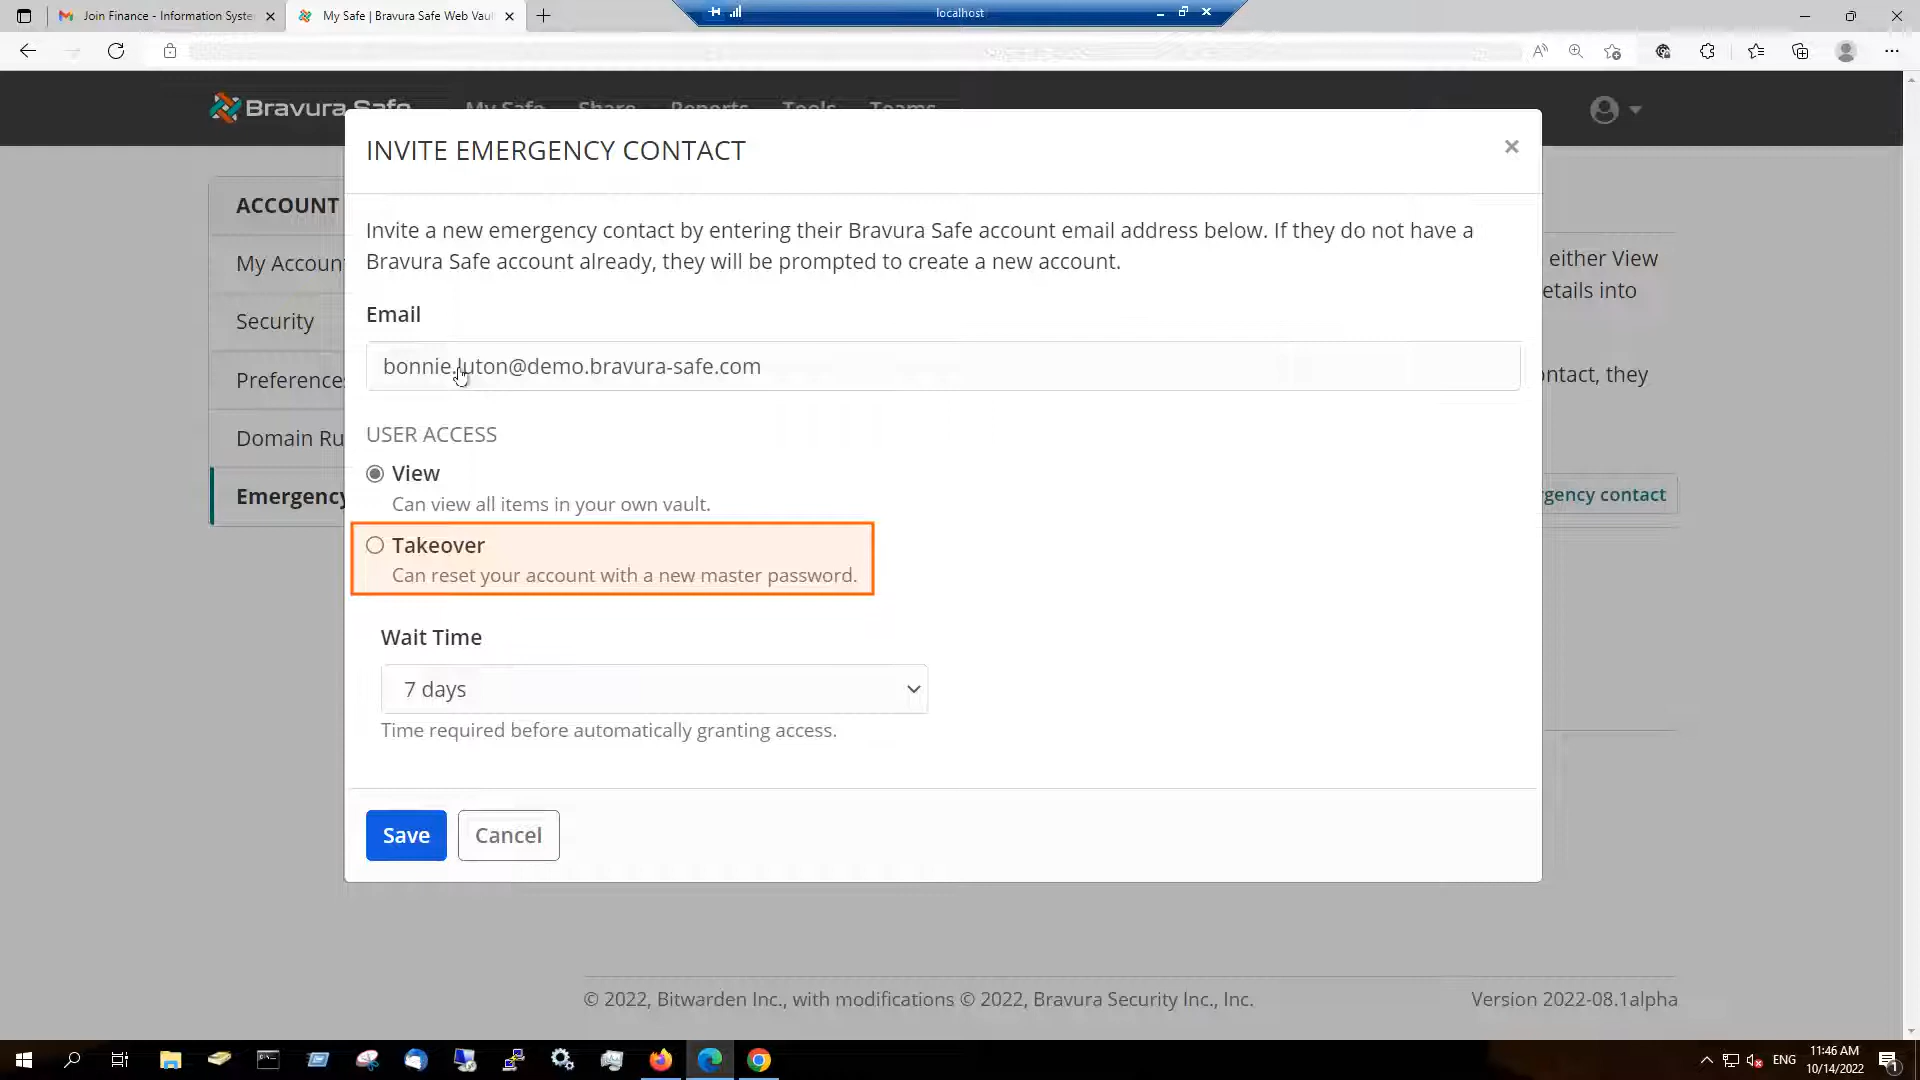 Join Finance - Information Syste
My Safe | Bravura Safe Web Vau
localhost
Bravura Safe
My Safe
Share
Reports
Tools
Teams
INVITE EMERGENCY CONTACT
ACCOUNT
My Accoun
Security
Preferences
Domain Ru
Emergency
Invite a new emergency contact by entering their Bravura Safe account email address below. If they do not have a
Bravura Safe account already, they will be prompted to create a new account.
either View
etails into
Email
bonnie.luton@demo.bravura-safe.com
ontact, they
USER ACCESS
View
Can view all items in your own vault.
rgency contact
Takeover
Can reset your account with a new master password.
Wait Time
7 days
Time required before automatically granting access.
Save
Cancel
© 2022, Bitwarden Inc., with modifications © 2022, Bravura Security Inc., Inc.
Version 2022-08.1alpha
ENG
11:46 AM
10/14/2022
1